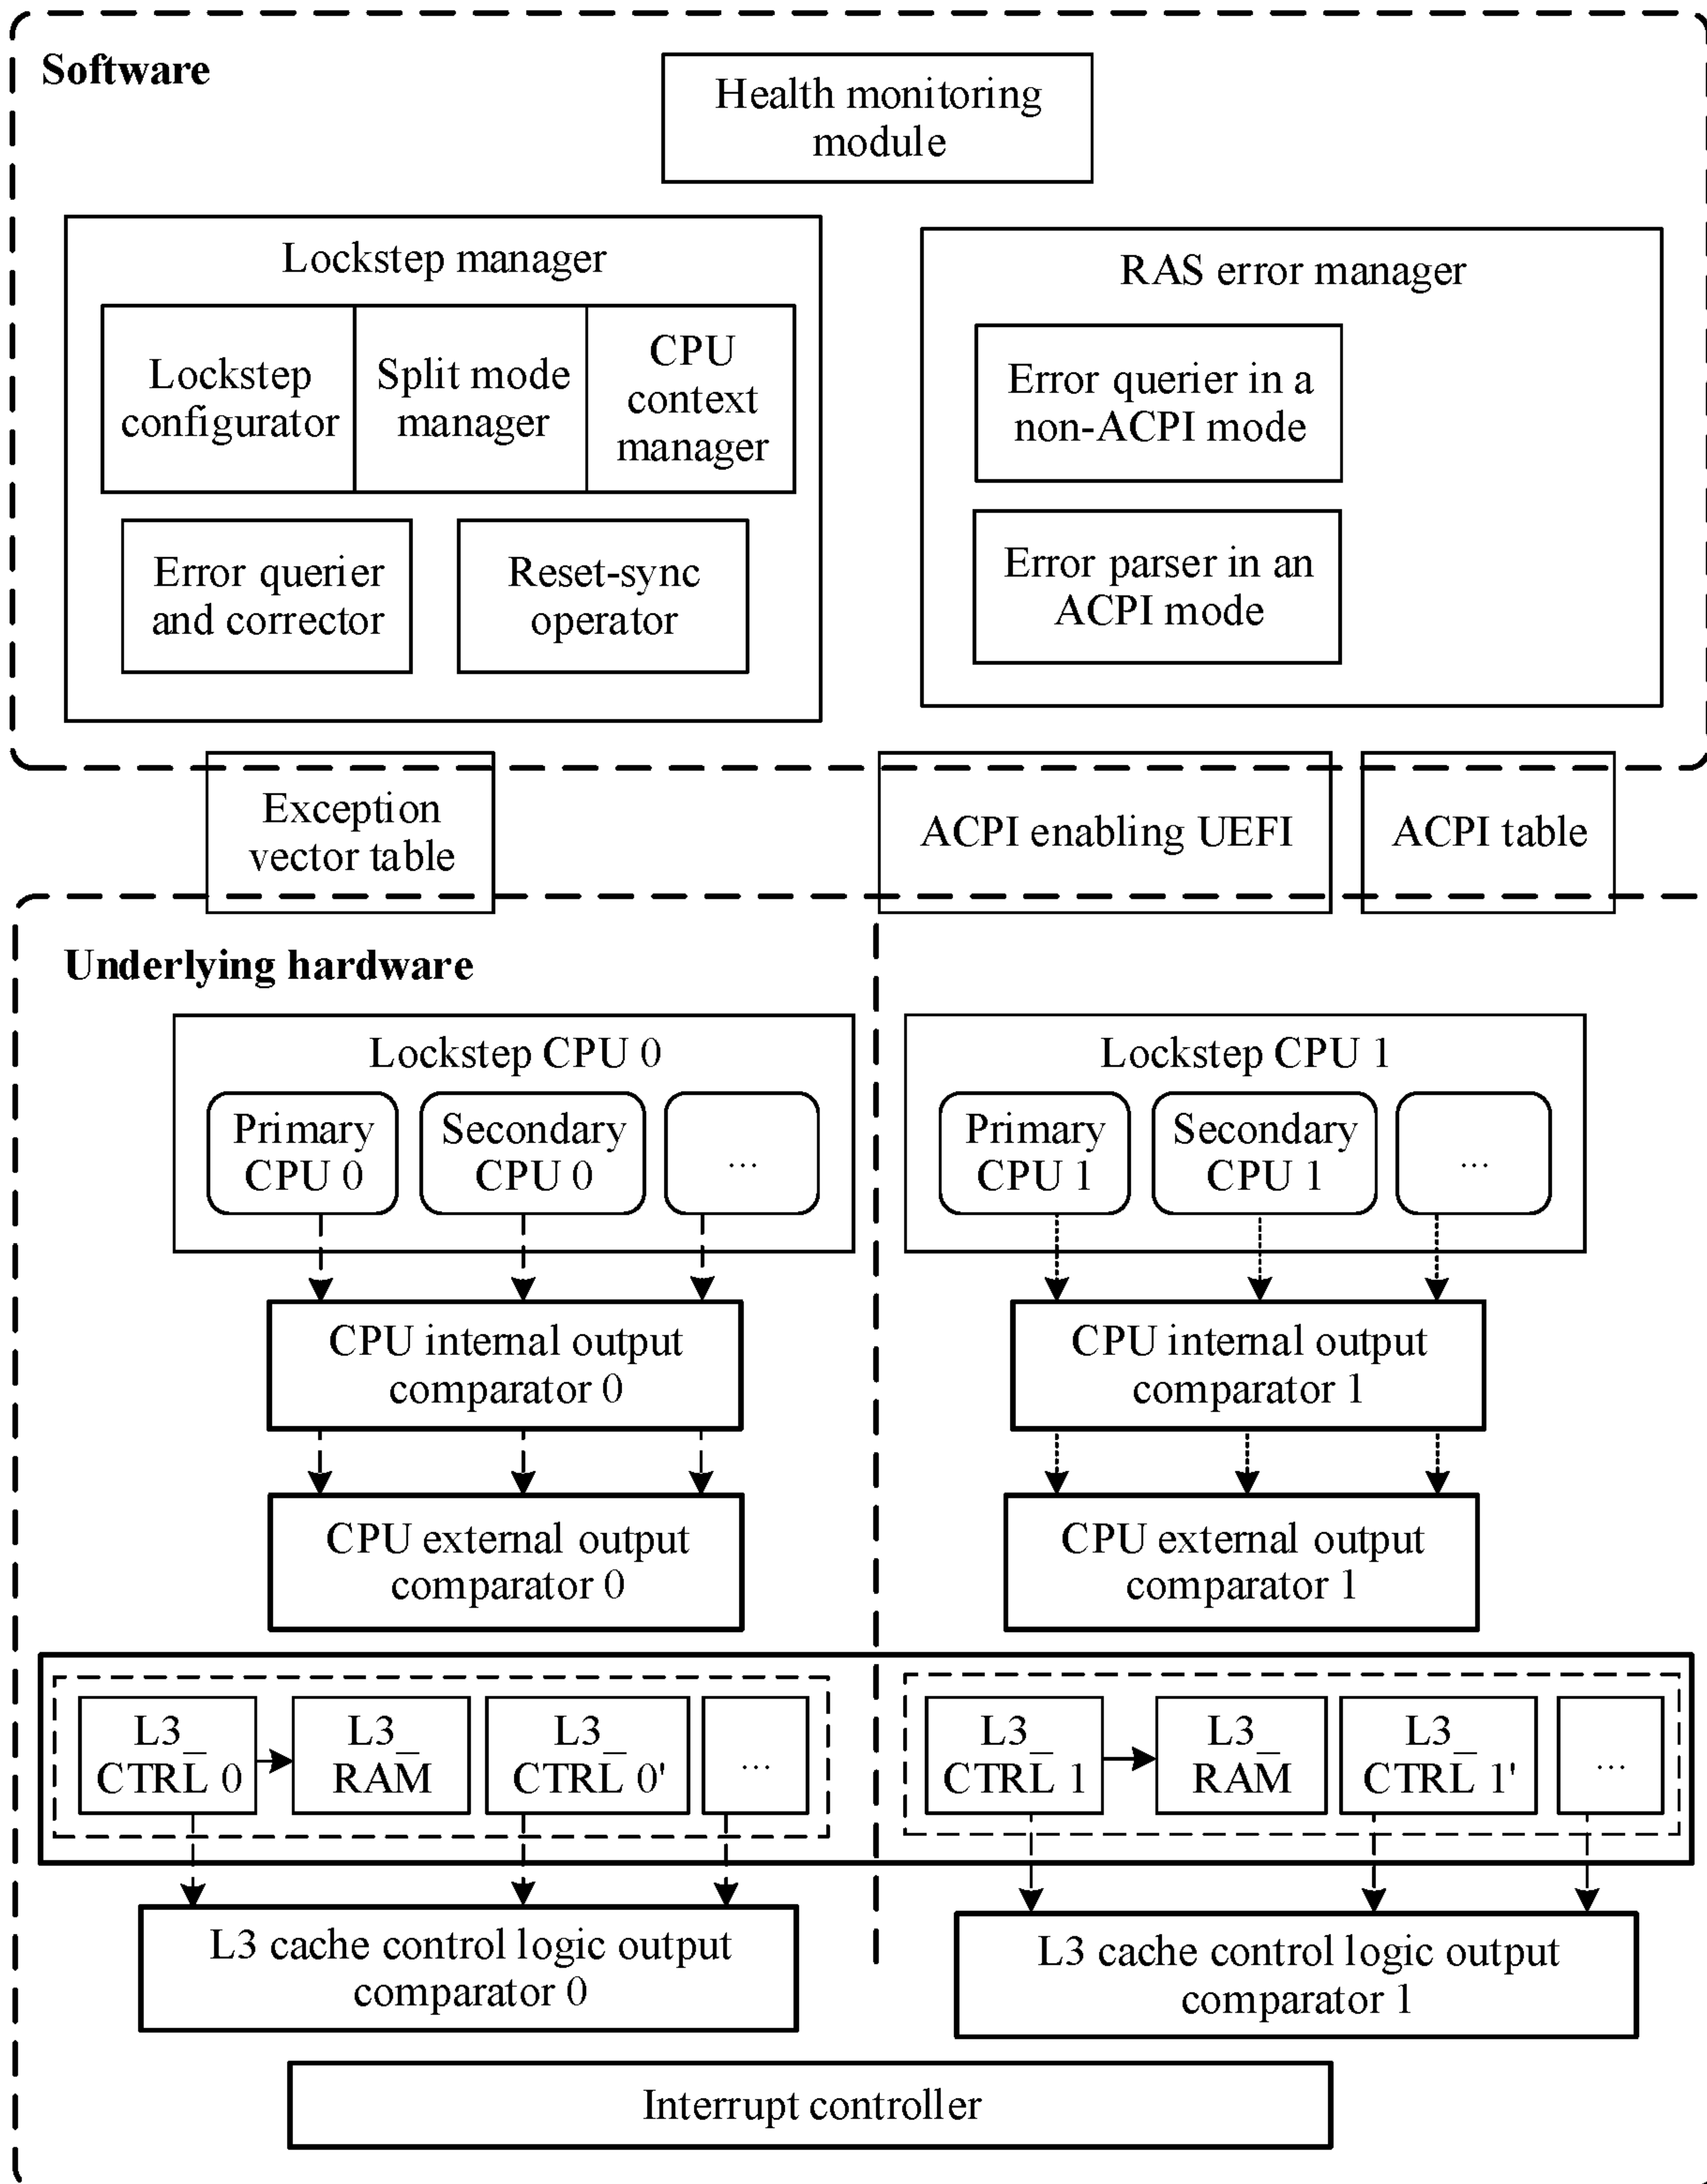 Software
Health monitoring
module
Lockstep manager
Lockstep
configurator
Split mode
manager
CPU
context
manager
Error querier
and corrector
Reset-sync
operator
RAS error manager
Error querier in a
non-ACPI mode
Error parser in an
ACPI mode
Exception
vector table
ACPI enabling UEFI
ACPI table
Underlying hardware
Lockstep CPU 0
Primary
CPU 0
Secondary
CPU 0
...
Lockstep CPU 1
Primary
CPU 1
Secondary
CPU 1
...
CPU internal output
comparator 0
CPU internal output
comparator 1
CPU external output
comparator 0
CPU external output
comparator 1
L3_
CTRL 0
L3_
RAM
L3_
CTRL 0'
...
L3_
CTRL 1
L3_
RAM
L3_
CTRL 1'
...
L3 cache control logic output
comparator 0
L3 cache control logic output
comparator 1
Interrupt controller